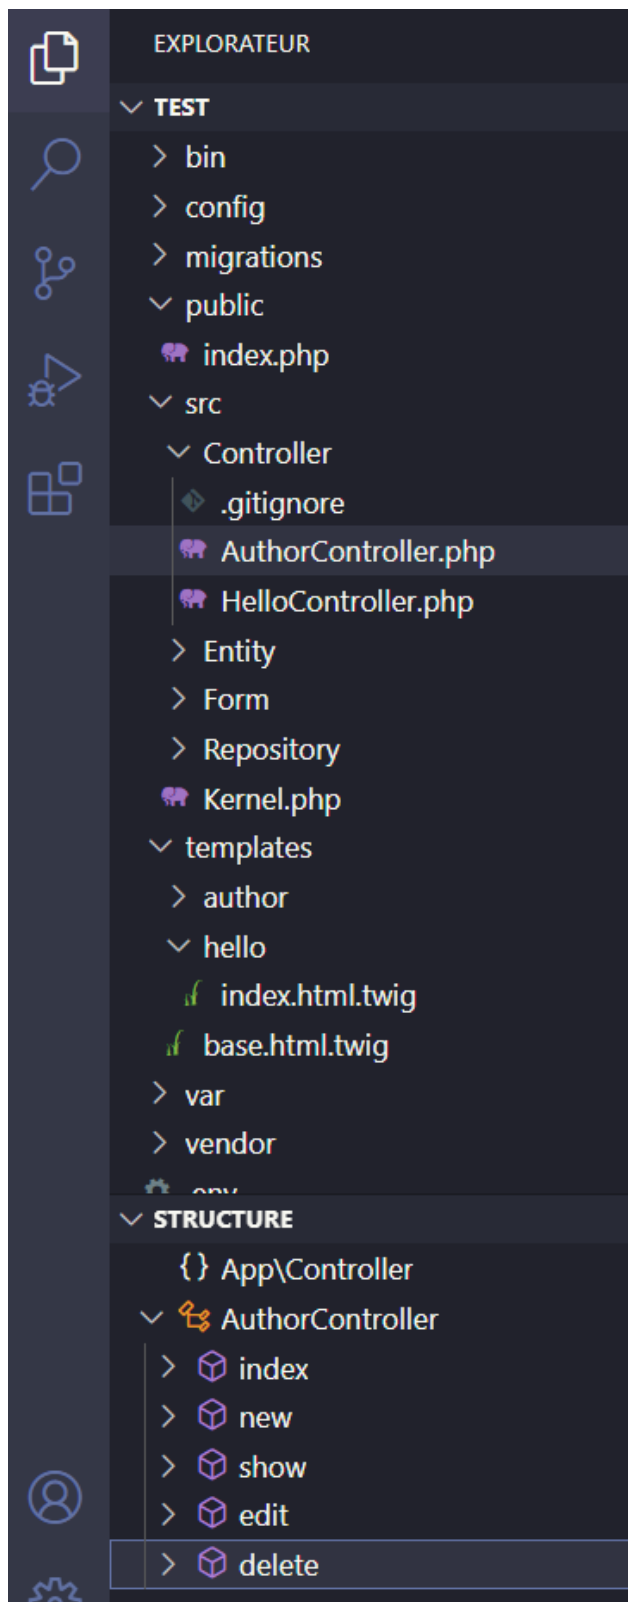 EXPLORATEUR
TEST
bin
config
migrations
public
index.php
src
Controller
.gitignore
AuthorController.php
HelloController.php
Entity
Form
Repository
Kernel.php
templates
author
hello
index.html.twig
base.html.twig
var
vendor
.env
STRUCTURE
{} App\Controller
AuthorController
index
new
show
edit
delete